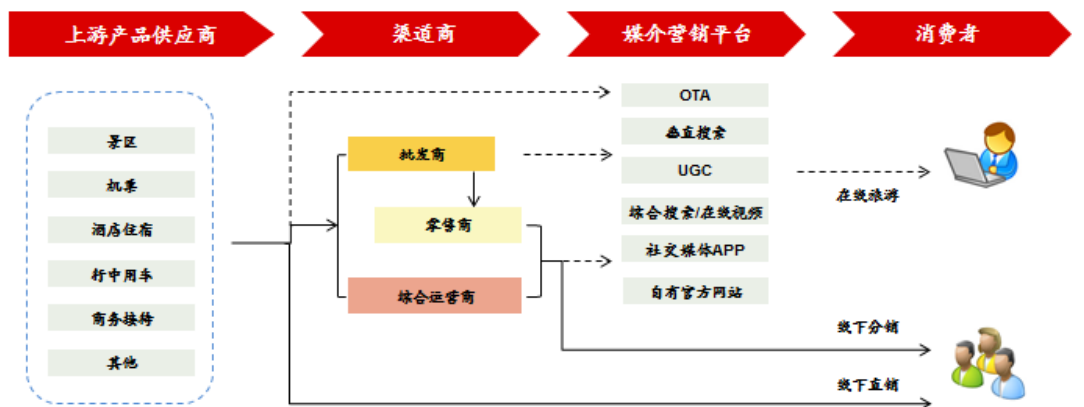 上游产品供应商
渠道商
媒介营销平台
消费者
景区
机票
酒店住宿
行中用车
商务接待
其他
批发商
零售商
综合运营商
OTA
垂直搜索
UGC
综合搜索/在线视频
社交媒体APP
自有官方网站
在线旅游
线下分销
线下直销